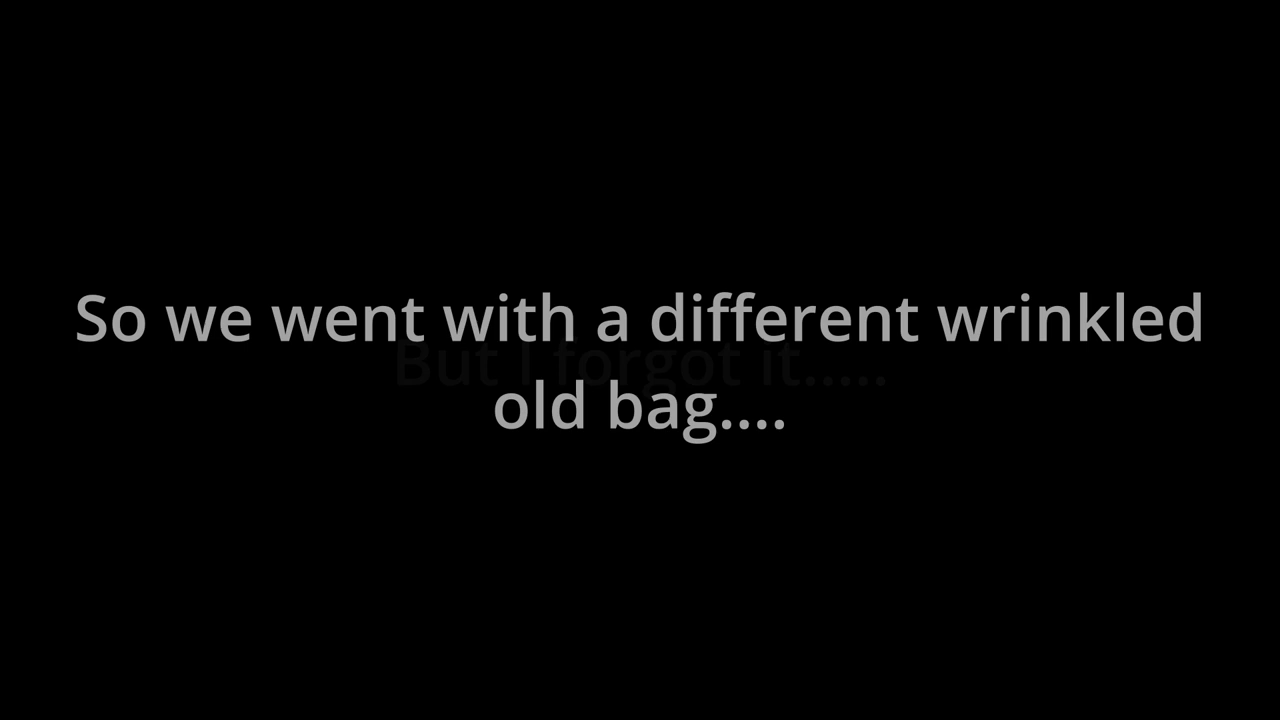 So we went with a different wrinkled
But I forgot it.....
old bag....